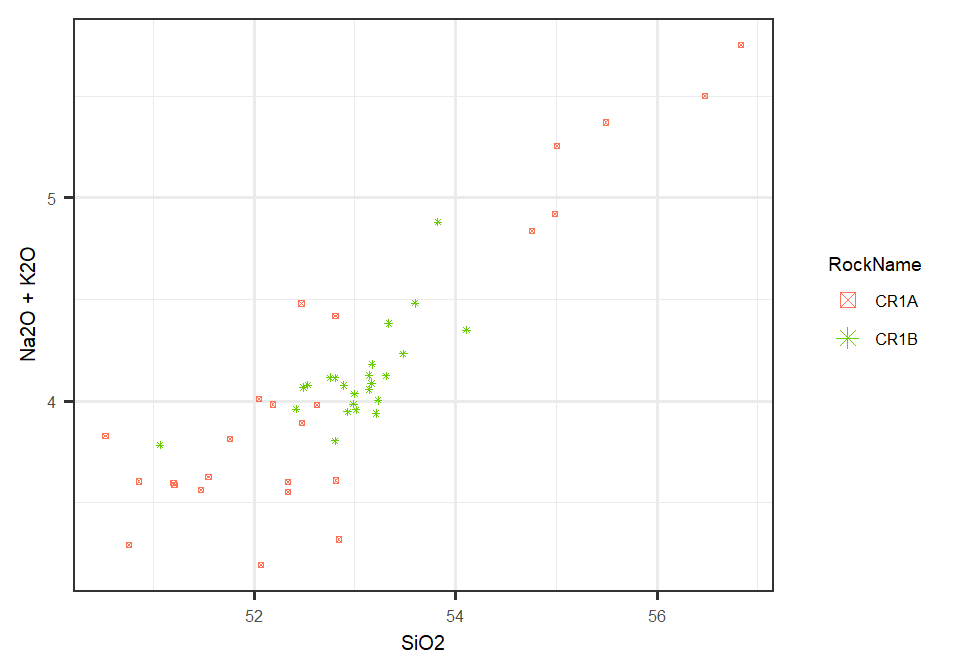 Na2O + K2O
5
4
52
54
56
SiO2
RockName
CR1A
CR1B